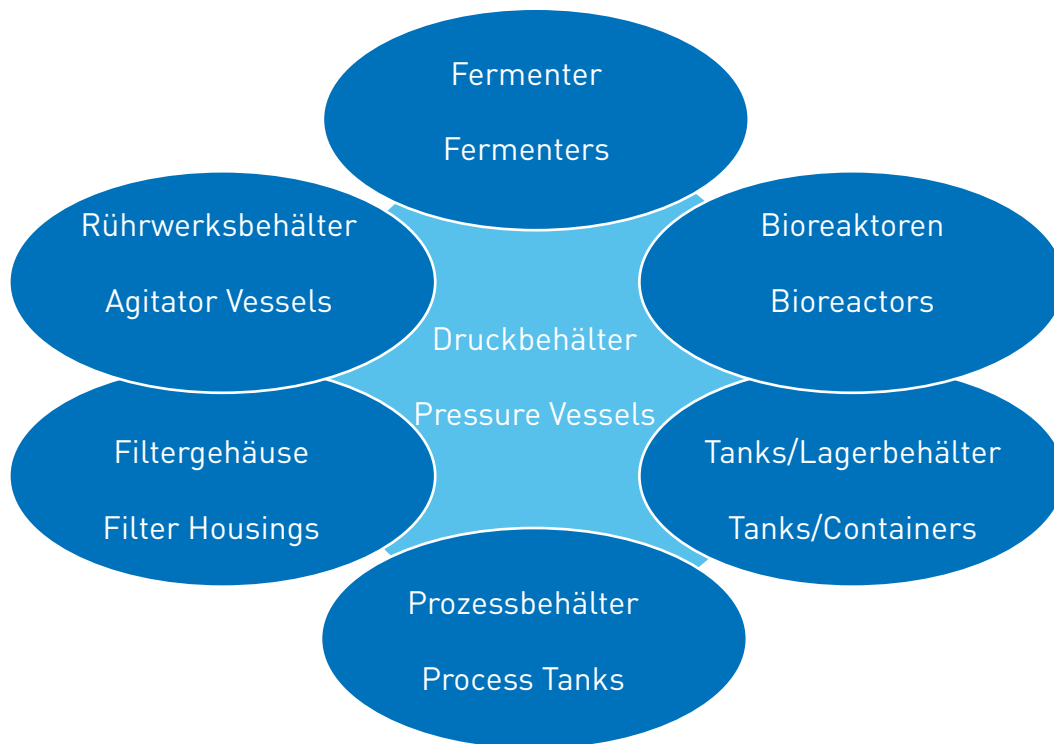 Fermenter
Fermenters
Rührwerksbehälter
Agitator Vessels
Bioreaktoren
Bioreactors
Druckbehälter
Pressure Vessels
Filtergehäuse
Filter Housings
Tanks/Lagerbehälter
Tanks/Containers
Prozessbehälter
Process Tanks